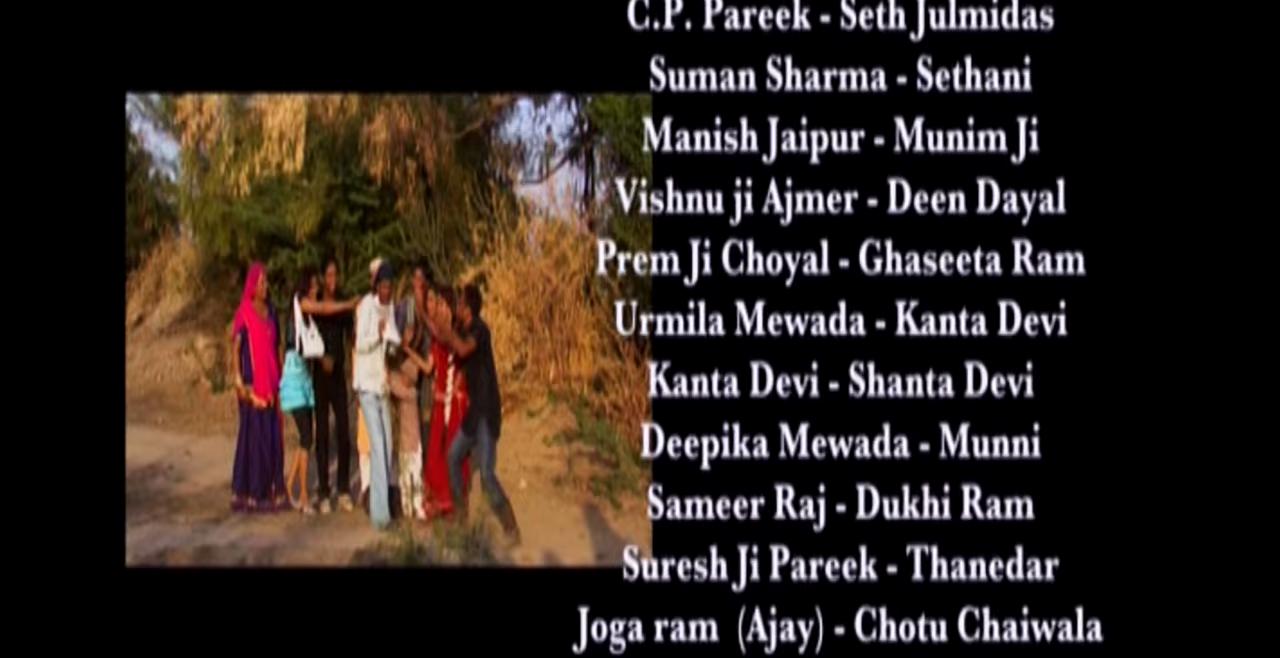 C.P. Pareek - Seth Julmidas
Suman Sharma - Sethani
Manish Jaipur - Munim Ji
Vishnu ji Ajmer - Deen Dayal
Prem Ji Choyal - Ghaseeta Ram
Urmila Mewada - Kanta Devi
Kanta Devi - Shanta Devi
Deepika Mewada - Munni
Sameer Raj - Dukhi Ram
Suresh Ji Pareek - Thanedar
Joga ram (Ajay) - Chotu Chaiwala